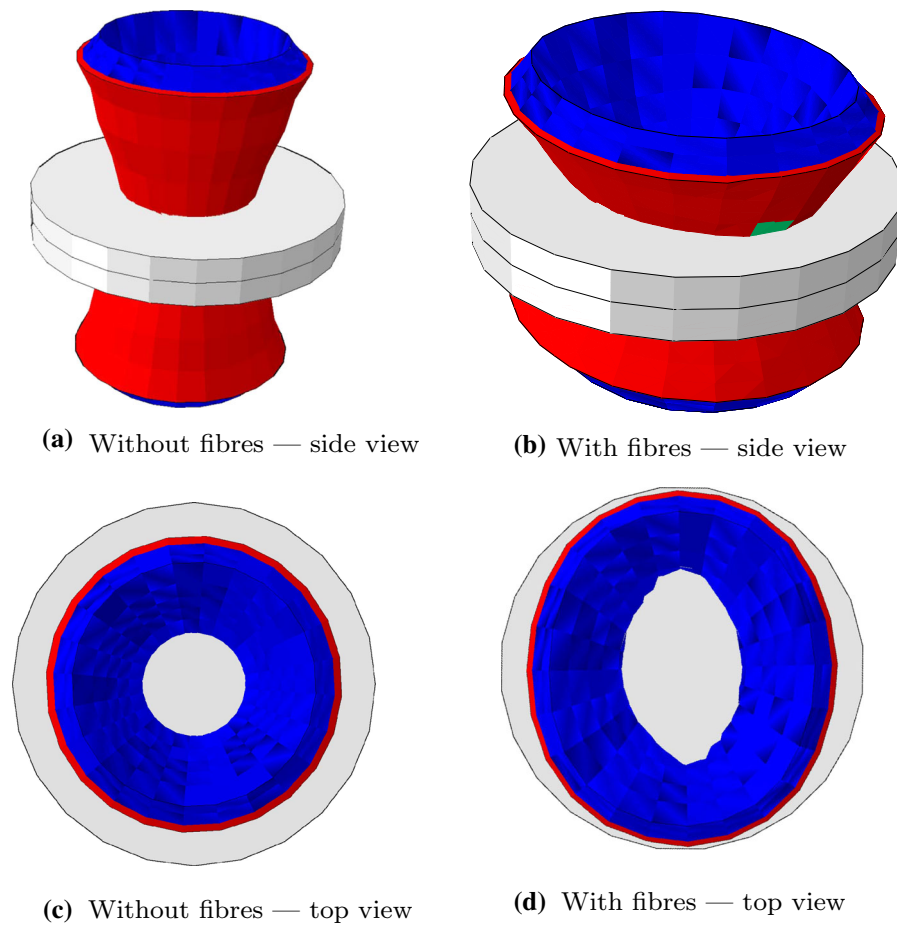 (a) Without fibres — side view
(b) With fibres — side view
(c) Without fibres — top view
(d) With fibres — top view